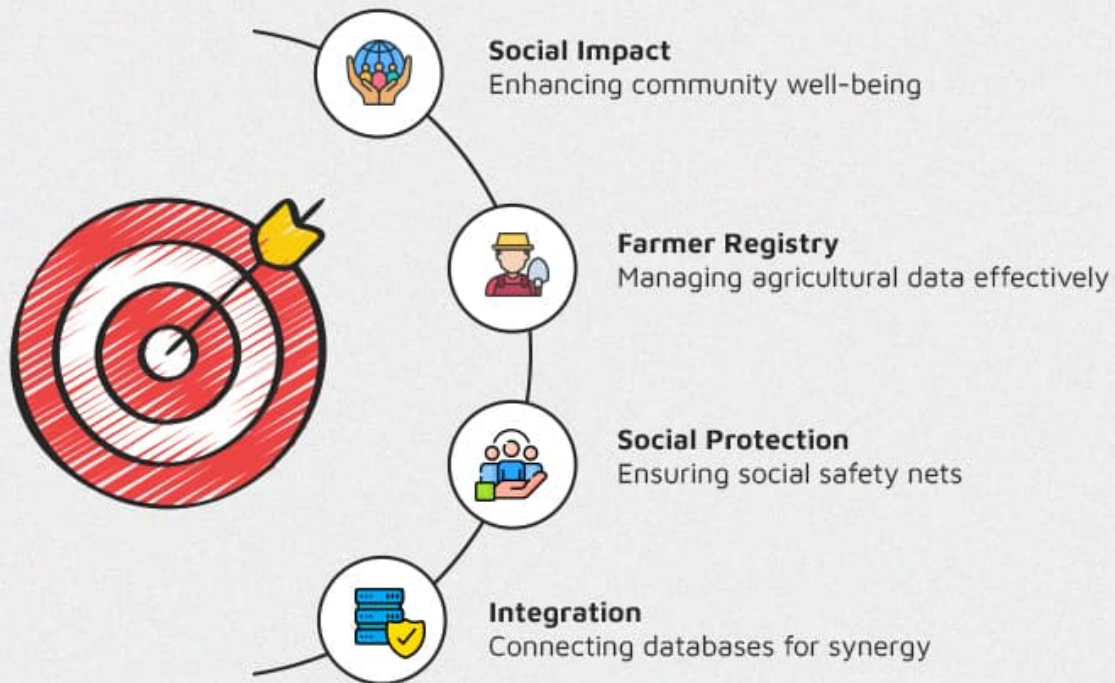 Social Impact
Enhancing community well-being
Farmer Registry
Managing agricultural data effectively
Social Protection
Ensuring social safety nets
Integration
Connecting databases for synergy